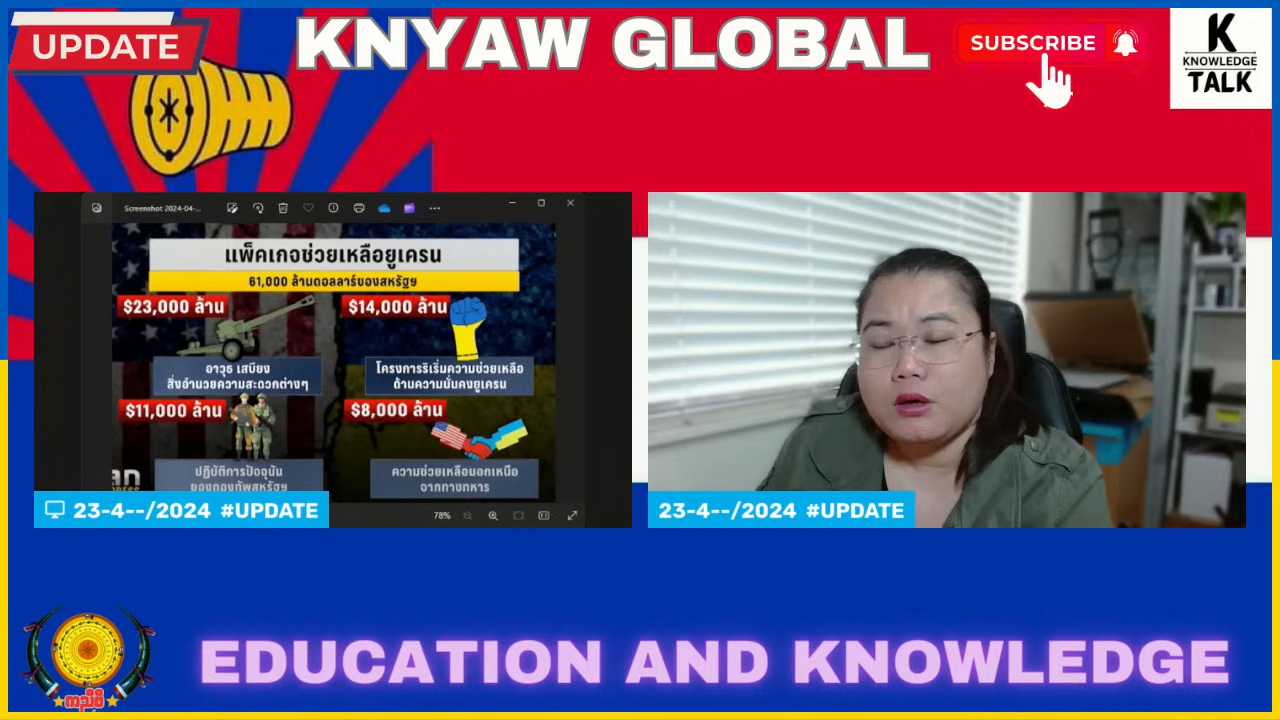 UPDATE
KNYAW GLOBAL
SUBSCRIBE
K
KNOWLEDGE
TALK
Screenshot 2024-04-...
แพ็คเกจช่วยเหลือยูเครน
61,000 ล้านดอลลาร์ของสหรัฐฯ
$23,000 ล้าน
$14,000 ล้าน
อาวุธ เสบียง
สิ่งอำนวยความสะดวกต่างๆ
โครงการริเริ่มความช่วยเหลือ
ด้านความมั่นคงยูเครน
$11,000 ล้าน
$8,000 ล้าน
ปฏิบัติการปัจจุบัน
ของกองทัพสหรัฐฯ
ความช่วยเหลือนอกเหนือ
จากทางทหาร
78%
23-4--/2024 #UPDATE
23-4--/2024 #UPDATE
EDUCATION AND KNOWLEDGE